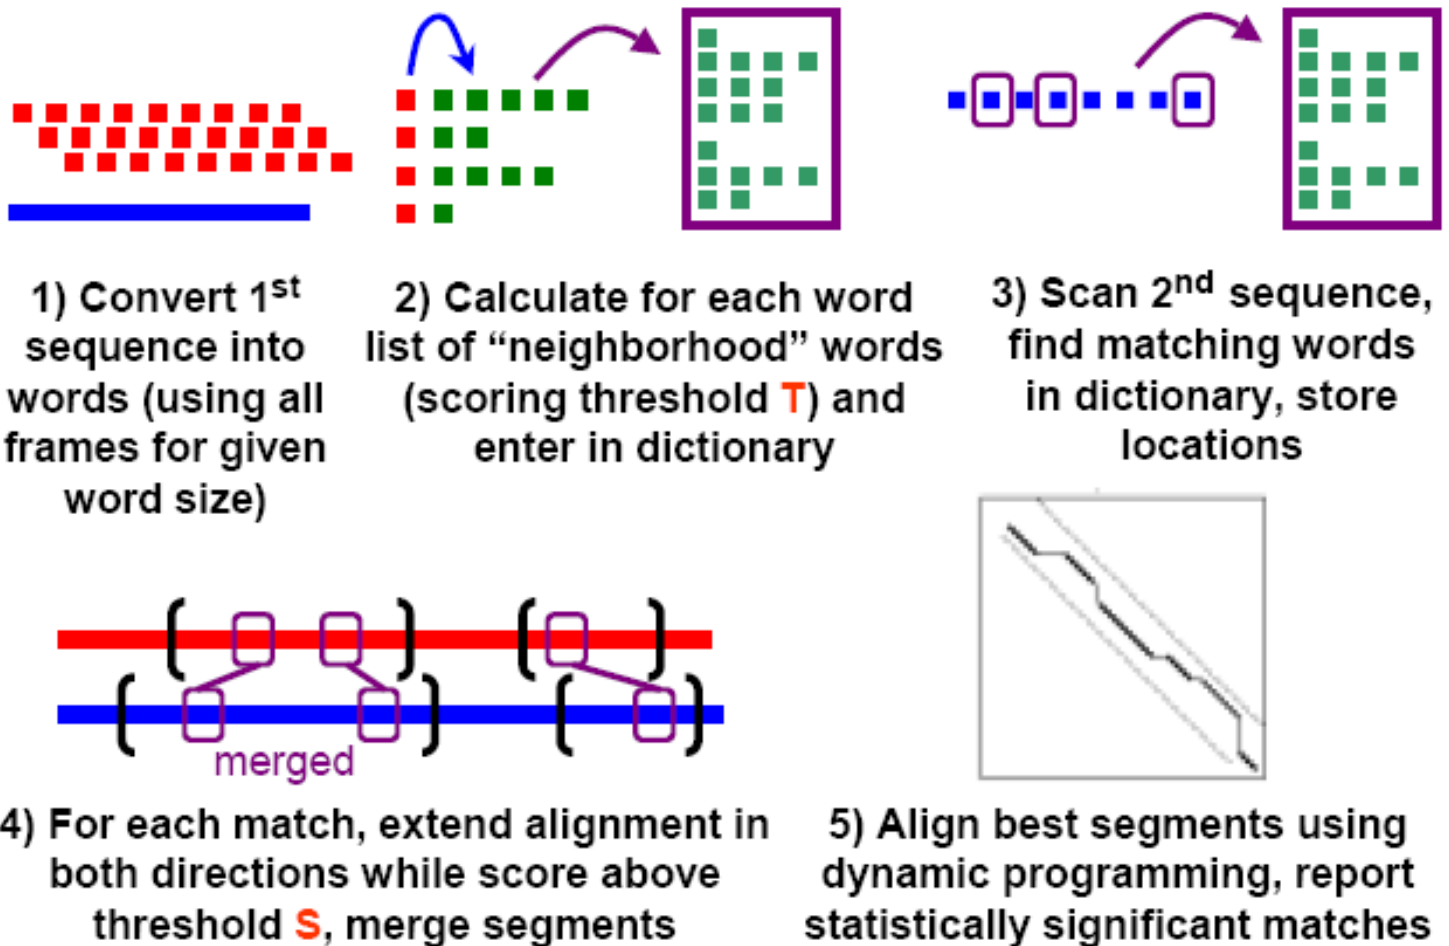 1) Convert 1st
sequence into
words (using all
frames for given
word size)
2) Calculate for each word
list of “neighborhood” words
(scoring threshold T) and
enter in dictionary
3) Scan 2nd sequence,
find matching words
in dictionary, store
locations
merged
4) For each match, extend alignment in
both directions while score above
threshold S, merge segments
5) Align best segments using
dynamic programming, report
statistically significant matches